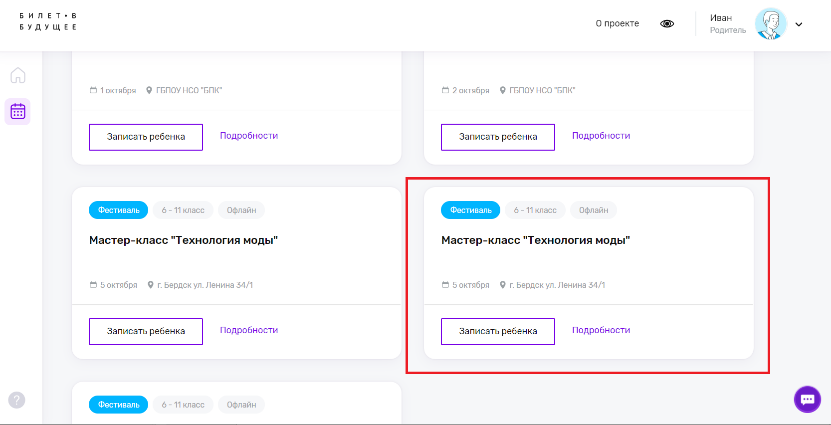 БИЛЕТ•В
БУДУЩЕЕ
О проекте
Иван
Родитель
1 октября ГБПОУ НСО "БПК"
Записать ребенка Подробности
2 октября ГБПОУ НСО "БПК"
Записать ребенка Подробности
Фестиваль 6 - 11 класс Офлайн
Мастер-класс "Технология моды"
5 октября г. Бердск ул. Ленина 34/1
Записать ребенка Подробности
Фестиваль 6 - 11 класс Офлайн
Мастер-класс "Технология моды"
5 октября г. Бердск ул. Ленина 34/1
Записать ребенка Подробности
Фестиваль 6 - 11 класс Офлайн
?